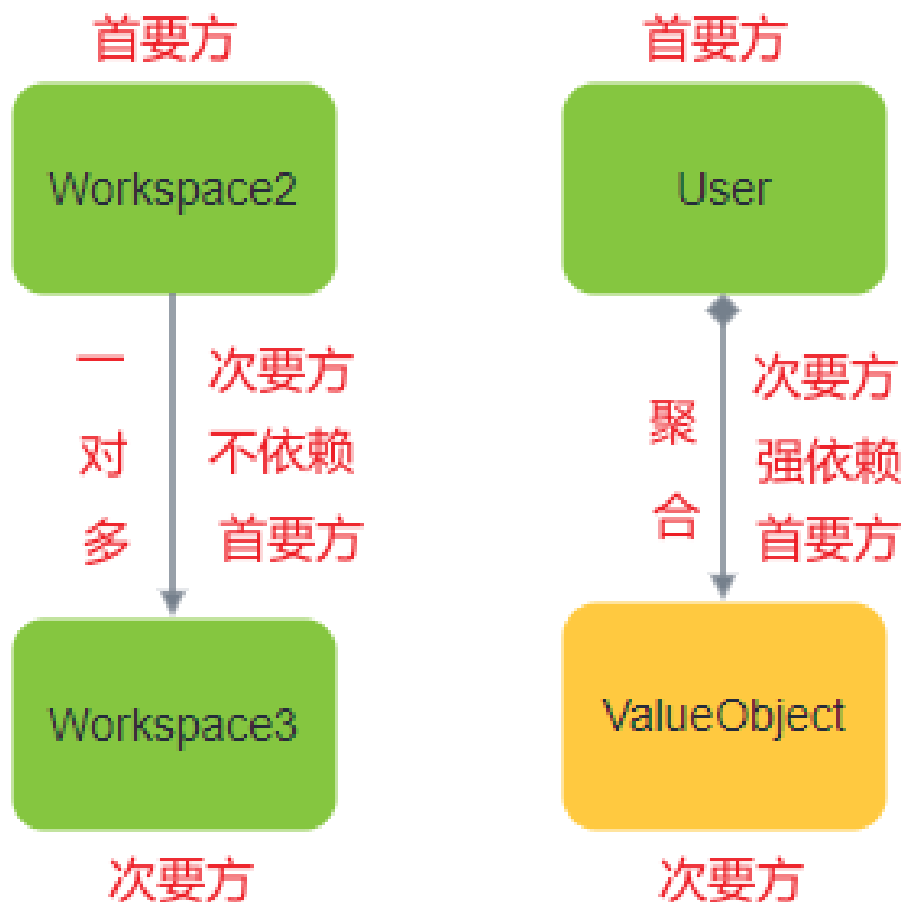 首要方
Workspace2
一对多
次要方
不依赖
首要方
Workspace3
次要方
首要方
User
聚合
次要方
强依赖
首要方
ValueObject
次要方